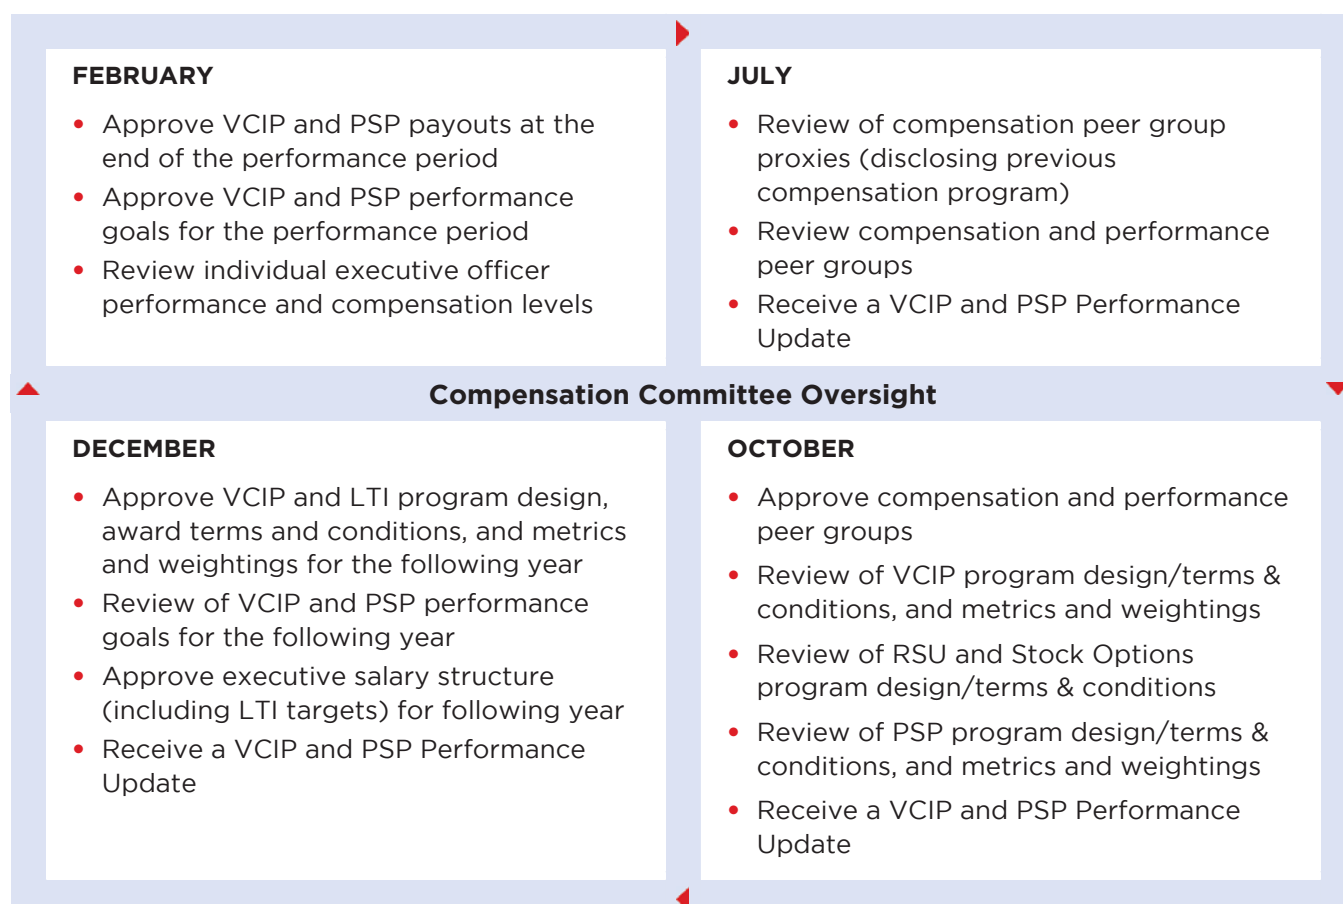 FEBRUARY
• Approve VCIP and PSP payouts at the
end of the performance period
• Approve VCIP and PSP performance
goals for the performance period
• Review individual executive officer
performance and compensation levels
JULY
• Review of compensation peer group
proxies (disclosing previous
compensation program)
• Review compensation and performance
peer groups
• Receive a VCIP and PSP Performance
Update
Compensation Committee Oversight
DECEMBER
• Approve VCIP and LTI program design,
award terms and conditions, and metrics
and weightings for the following year
• Review of VCIP and PSP performance
goals for the following year
• Approve executive salary structure
(including LTI targets) for following year
• Receive a VCIP and PSP Performance
Update
OCTOBER
• Approve compensation and performance
peer groups
• Review of VCIP program design/terms &
conditions, and metrics and weightings
• Review of RSU and Stock Options
program design/terms & conditions
• Review of PSP program design/terms &
conditions, and metrics and weightings
• Receive a VCIP and PSP Performance
Update